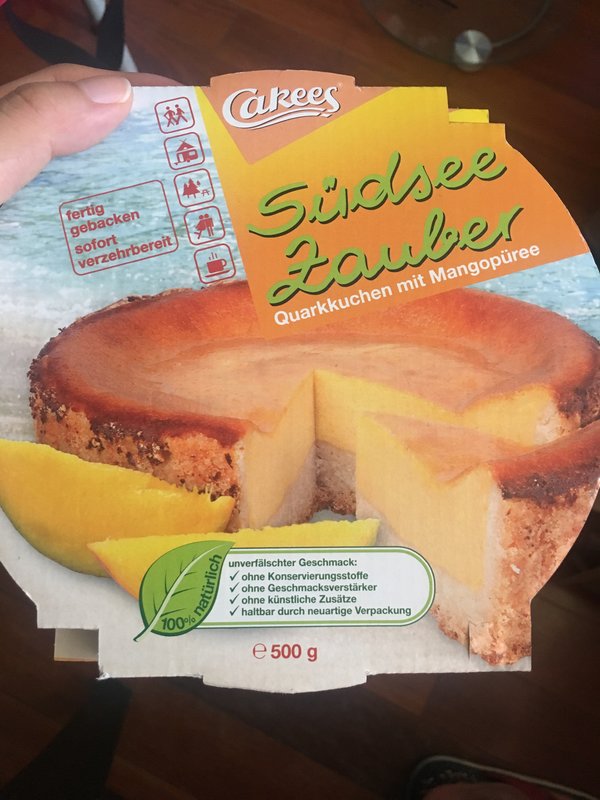 Cakees
Südsee
Zauber
Quarkkuchen mit Mangopüree
fertig
gebacken
sofort
verzehrbereit
100% natürlich
unverfälschter Geschmack:
✓ ohne Konservierungsstoffe
✓ ohne Geschmacksverstärker
✓ ohne künstliche Zusätze
✓ haltbar durch neuartige Verpackung
℮ 500 g